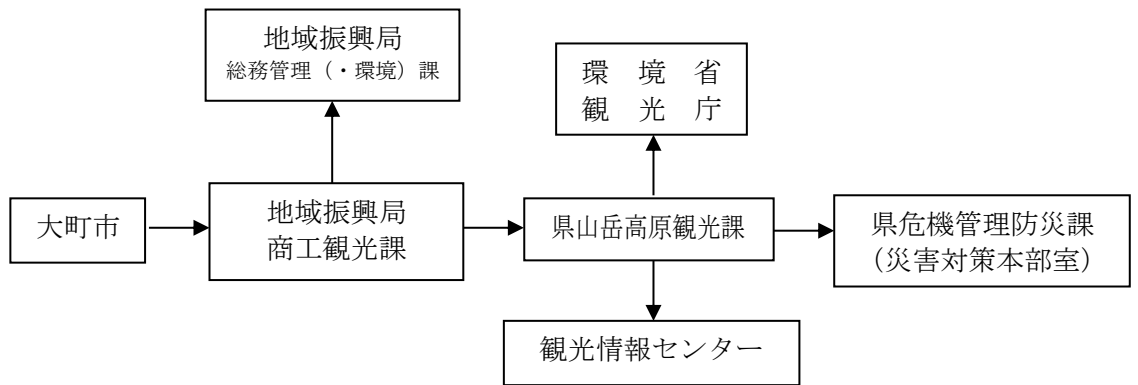 地域振興局
総務管理（・環境）課
環　境　省
観　光　庁
大町市
地域振興局
商工観光課
県山岳高原観光課
県危機管理防災課
（災害対策本部室）
観光情報センター